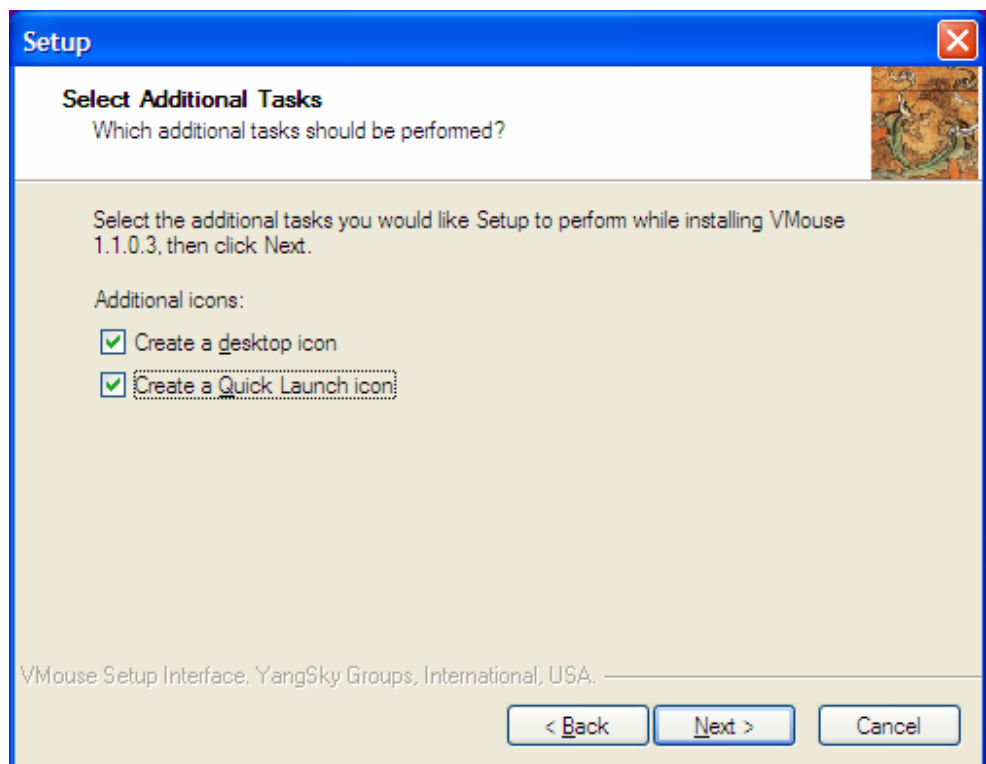 Setup
Select Additional Tasks
Which additional tasks should be performed?
Select the additional tasks you would like Setup to perform while installing VMouse
1.1.0.3, then click Next.
Additional icons:
Create a desktop icon
Create a Quick Launch icon
VMouse Setup Interface. YangSky Groups, International, USA.
< Back
Next >
Cancel